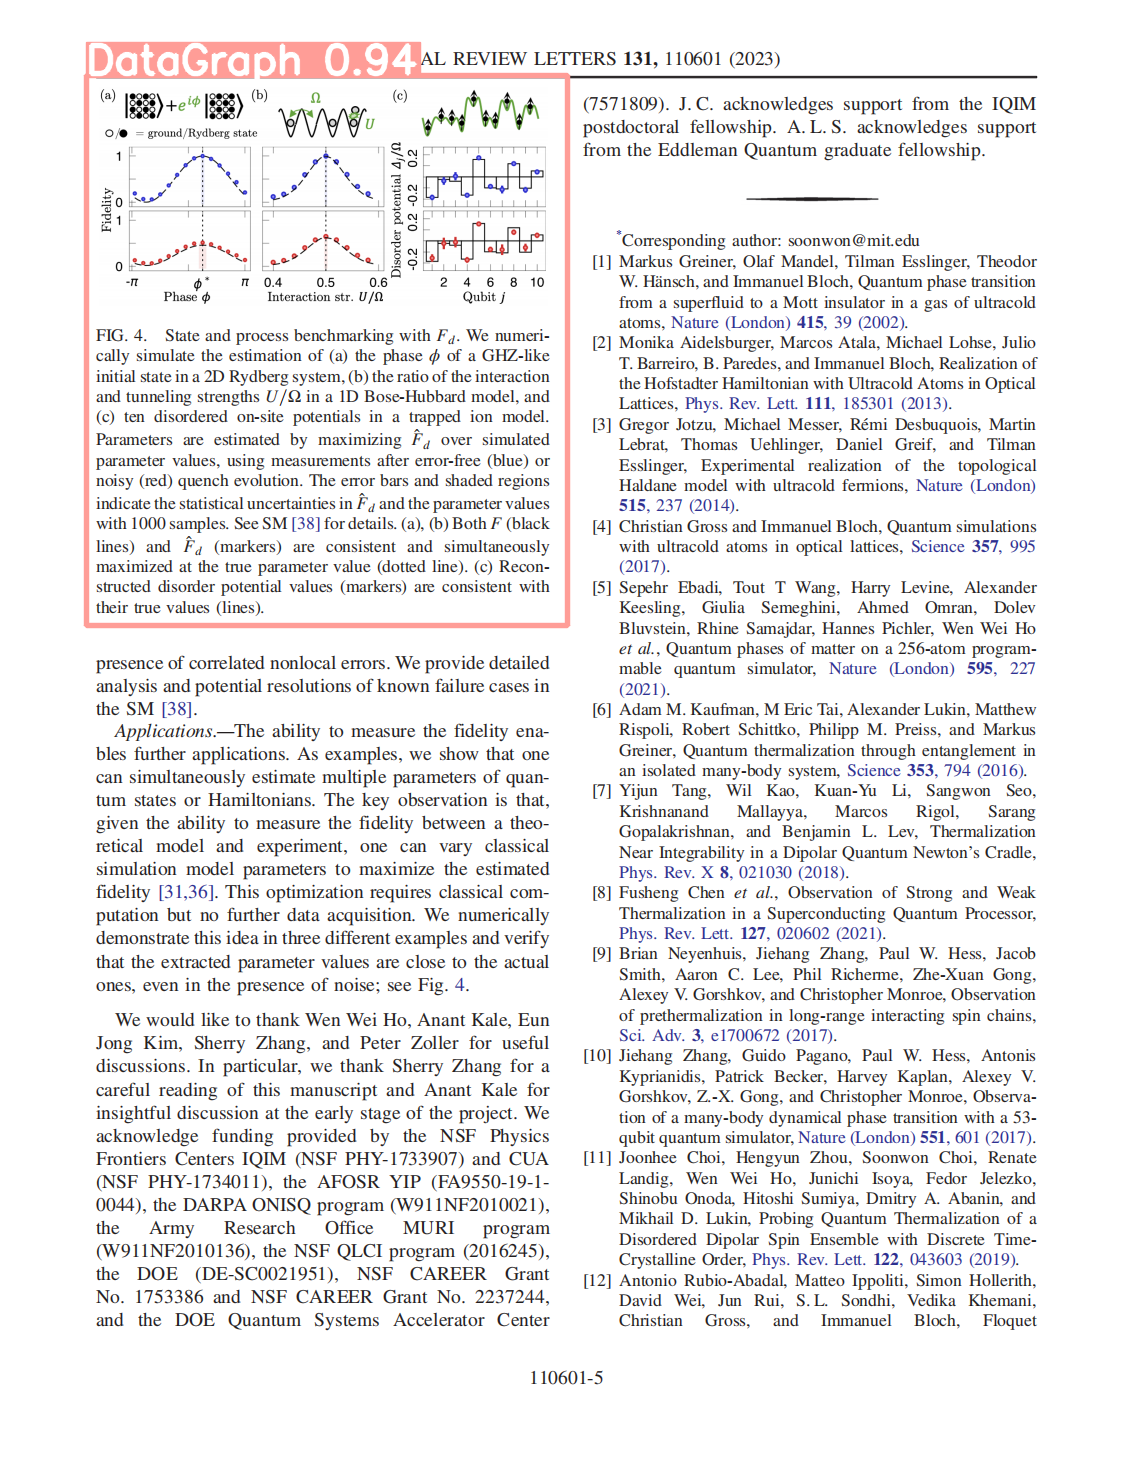 DataGraph 0.94
AL REVIEW LETTERS 131, 110601 (2023)
(a) + e^{iϕ} (b) Ω U (c)
○/● = ground/Rydberg state
Fidelity
1
0
1
0
-π ϕ* π
Phase ϕ
0.4 0.5 0.6
Interaction str. U/Ω
Disorder potential Δj/Ω
0.2
-0.2
0.2
-0.2
2 4 6 8 10
Qubit j
FIG. 4. State and process benchmarking with F_d. We numeri-
cally simulate the estimation of (a) the phase ϕ of a GHZ-like
initial state in a 2D Rydberg system, (b) the ratio of the interaction
and tunneling strengths U/Ω in a 1D Bose-Hubbard model, and
(c) ten disordered on-site potentials in a trapped ion model.
Parameters are estimated by maximizing F̂_d over simulated
parameter values, using measurements after error-free (blue) or
noisy (red) quench evolution. The error bars and shaded regions
indicate the statistical uncertainties in F̂_d and the parameter values
with 1000 samples. See SM [38] for details. (a), (b) Both F (black
lines) and F̂_d (markers) are consistent and simultaneously
maximized at the true parameter value (dotted line). (c) Recon-
structed disorder potential values (markers) are consistent with
their true values (lines).
presence of correlated nonlocal errors. We provide detailed
analysis and potential resolutions of known failure cases in
the SM [38].
Applications.—The ability to measure the fidelity ena-
bles further applications. As examples, we show that one
can simultaneously estimate multiple parameters of quan-
tum states or Hamiltonians. The key observation is that,
given the ability to measure the fidelity between a theo-
retical model and experiment, one can vary classical
simulation model parameters to maximize the estimated
fidelity [31,36]. This optimization requires classical com-
putation but no further data acquisition. We numerically
demonstrate this idea in three different examples and verify
that the extracted parameter values are close to the actual
ones, even in the presence of noise; see Fig. 4.
We would like to thank Wen Wei Ho, Anant Kale, Eun
Jong Kim, Sherry Zhang, and Peter Zoller for useful
discussions. In particular, we thank Sherry Zhang for a
careful reading of this manuscript and Anant Kale for
insightful discussion at the early stage of the project. We
acknowledge funding provided by the NSF Physics
Frontiers Centers IQIM (NSF PHY-1733907) and CUA
(NSF PHY-1734011), the AFOSR YIP (FA9550-19-1-
0044), the DARPA ONISQ program (W911NF2010021),
the Army Research Office MURI program
(W911NF2010136), the NSF QLCI program (2016245),
the DOE (DE-SC0021951), NSF CAREER Grant
No. 1753386 and NSF CAREER Grant No. 2237244,
and the DOE Quantum Systems Accelerator Center
(7571809). J. C. acknowledges support from the IQIM
postdoctoral fellowship. A. L. S. acknowledges support
from the Eddleman Quantum graduate fellowship.
*Corresponding author: soonwon@mit.edu
[1] Markus Greiner, Olaf Mandel, Tilman Esslinger, Theodor
W. Hänsch, and Immanuel Bloch, Quantum phase transition
from a superfluid to a Mott insulator in a gas of ultracold
atoms, Nature (London) 415, 39 (2002).
[2] Monika Aidelsburger, Marcos Atala, Michael Lohse, Julio
T. Barreiro, B. Paredes, and Immanuel Bloch, Realization of
the Hofstadter Hamiltonian with Ultracold Atoms in Optical
Lattices, Phys. Rev. Lett. 111, 185301 (2013).
[3] Gregor Jotzu, Michael Messer, Rémi Desbuquois, Martin
Lebrat, Thomas Uehlinger, Daniel Greif, and Tilman
Esslinger, Experimental realization of the topological
Haldane model with ultracold fermions, Nature (London)
515, 237 (2014).
[4] Christian Gross and Immanuel Bloch, Quantum simulations
with ultracold atoms in optical lattices, Science 357, 995
(2017).
[5] Sepehr Ebadi, Tout T Wang, Harry Levine, Alexander
Keesling, Giulia Semeghini, Ahmed Omran, Dolev
Bluvstein, Rhine Samajdar, Hannes Pichler, Wen Wei Ho
et al., Quantum phases of matter on a 256-atom program-
mable quantum simulator, Nature (London) 595, 227
(2021).
[6] Adam M. Kaufman, M Eric Tai, Alexander Lukin, Matthew
Rispoli, Robert Schittko, Philipp M. Preiss, and Markus
Greiner, Quantum thermalization through entanglement in
an isolated many-body system, Science 353, 794 (2016).
[7] Yijun Tang, Wil Kao, Kuan-Yu Li, Sangwon Seo,
Krishnanand Mallayya, Marcos Rigol, Sarang
Gopalakrishnan, and Benjamin L. Lev, Thermalization
Near Integrability in a Dipolar Quantum Newton's Cradle,
Phys. Rev. X 8, 021030 (2018).
[8] Fusheng Chen et al., Observation of Strong and Weak
Thermalization in a Superconducting Quantum Processor,
Phys. Rev. Lett. 127, 020602 (2021).
[9] Brian Neyenhuis, Jiehang Zhang, Paul W. Hess, Jacob
Smith, Aaron C. Lee, Phil Richerme, Zhe-Xuan Gong,
Alexey V. Gorshkov, and Christopher Monroe, Observation
of prethermalization in long-range interacting spin chains,
Sci. Adv. 3, e1700672 (2017).
[10] Jiehang Zhang, Guido Pagano, Paul W. Hess, Antonis
Kyprianidis, Patrick Becker, Harvey Kaplan, Alexey V.
Gorshkov, Z.-X. Gong, and Christopher Monroe, Observa-
tion of a many-body dynamical phase transition with a 53-
qubit quantum simulator, Nature (London) 551, 601 (2017).
[11] Joonhee Choi, Hengyun Zhou, Soonwon Choi, Renate
Landig, Wen Wei Ho, Junichi Isoya, Fedor Jelezko,
Shinobu Onoda, Hitoshi Sumiya, Dmitry A. Abanin, and
Mikhail D. Lukin, Probing Quantum Thermalization of a
Disordered Dipolar Spin Ensemble with Discrete Time-
Crystalline Order, Phys. Rev. Lett. 122, 043603 (2019).
[12] Antonio Rubio-Abadal, Matteo Ippoliti, Simon Hollerith,
David Wei, Jun Rui, S. L. Sondhi, Vedika Khemani,
Christian Gross, and Immanuel Bloch, Floquet
110601-5